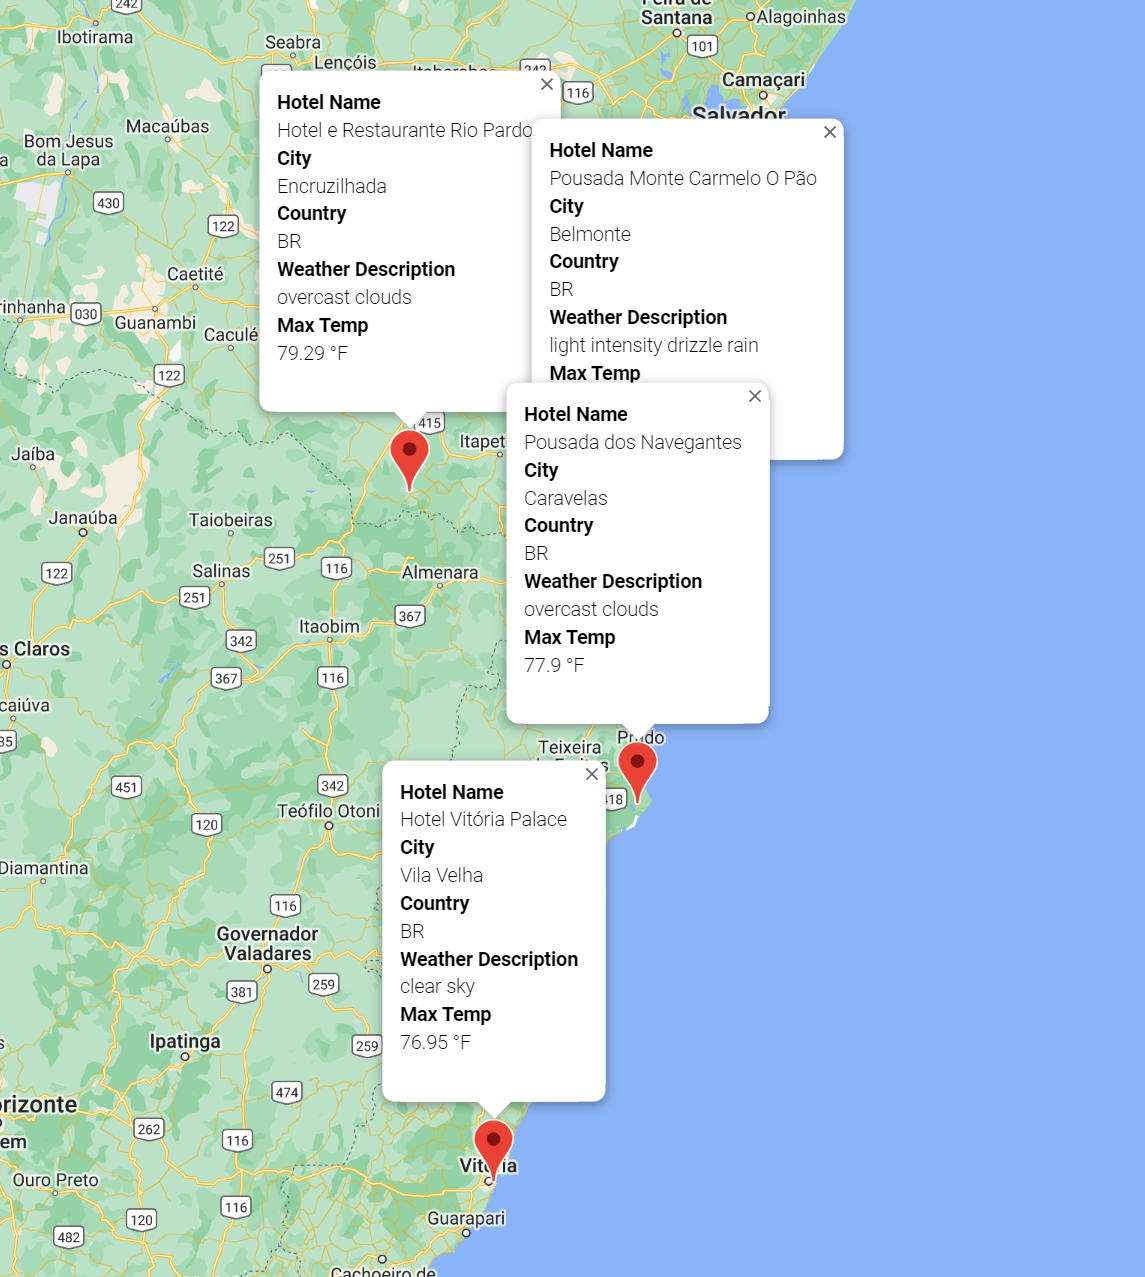 242
Ibotirama
Santana
Alagoinhas
101
Seabra
Lençóis
242
116
Camaçari
Salvador
Macaúbas
Bom Jesus
da Lapa
430
122
Caetité
030
Guanambi
Caculé
122
Hotel Name
Hotel e Restaurante Rio Pardo
City
Encruzilhada
Country
BR
Weather Description
overcast clouds
Max Temp
79.29 °F
Hotel Name
Pousada Monte Carmelo O Pão
City
Belmonte
Country
BR
Weather Description
light intensity drizzle rain
Max Temp
415
Itapet
Jaíba
Janaúba
Taiobeiras
251
122
Salinas
116
Almenara
251
367
Itaobim
342
s Claros
367
116
caiúva
35
Hotel Name
Pousada dos Navegantes
City
Caravelas
Country
BR
Weather Description
overcast clouds
Max Temp
77.9 °F
Prado
Teixeira
451
342
418
Teófilo Otoni
120
Diamantina
116
Governador
Valadares
381
259
Ipatinga
259
Hotel Name
Hotel Vitória Palace
City
Vila Velha
Country
BR
Weather Description
clear sky
Max Temp
76.95 °F
474
orizonte
262
116
em
Vitória
Ouro Preto
116
120
Guarapari
482
Cachoeiro de